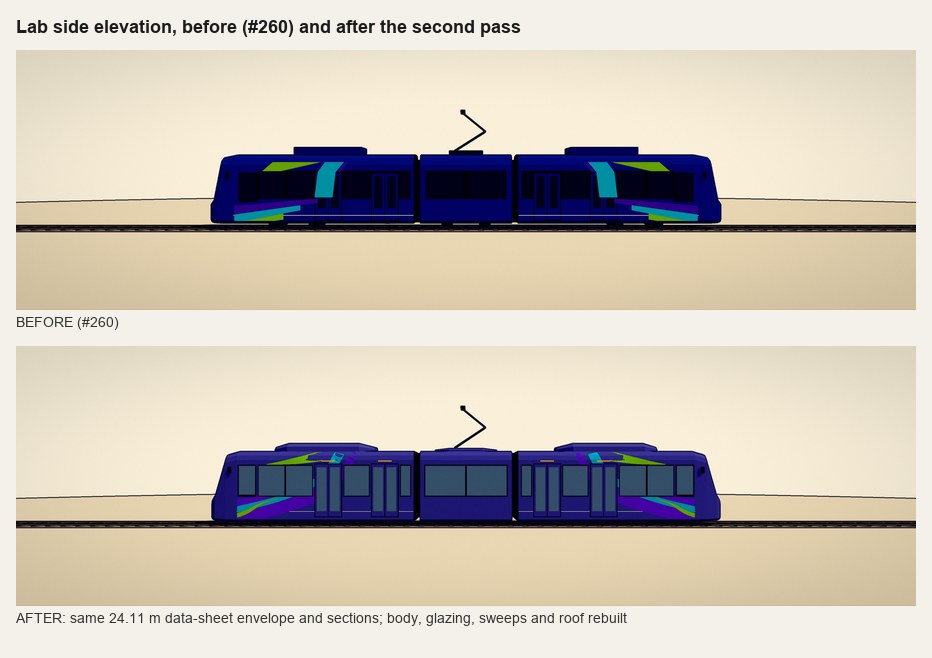 Lab side elevation, before (#260) and after the second pass
BEFORE (#260)
AFTER: same 24.11 m data-sheet envelope and sections; body, glazing, sweeps and roof rebuilt